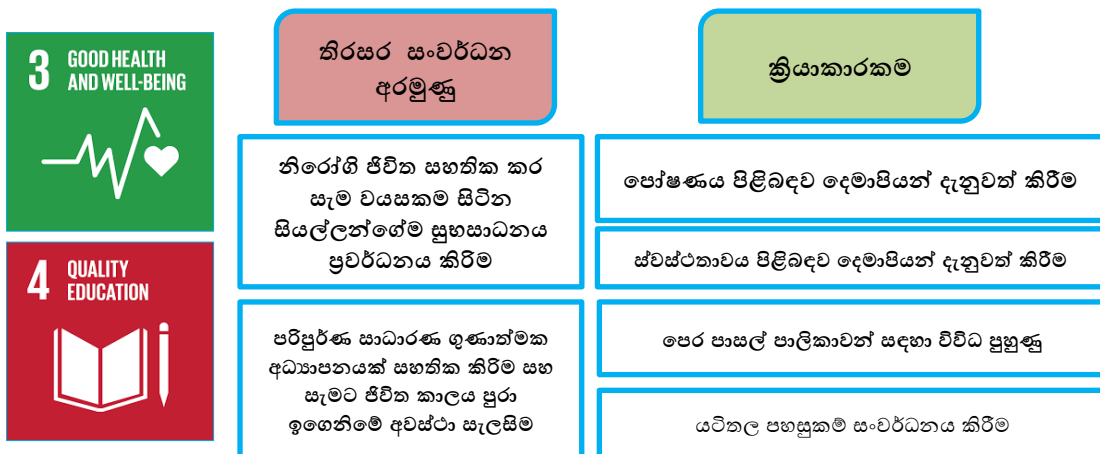 3 GOOD HEALTH
AND WELL-BEING
තිරසර සංවර්ධන
අරමුණු
ක්‍රියාකාරකම
නිරෝගි ජිවිත සහතික කර
සැම වයසකම සිටින
සියල්ලන්ගේම සුභසාධනය
ප්‍රවර්ධනය කිරිම
පෝෂණය පිළිබඳව දෙමාපියන් දැනුවත් කිරීම
ස්වස්ථතාවය පිළිබඳව දෙමාපියන් දැනුවත් කිරීම
4 QUALITY
EDUCATION
පරිපුර්ණ සාධාරණ ගුණාත්මක
අධ්‍යාපනයක් සහතික කිරිම සහ
සැමට ජිවිත කාලය පුරා
ඉගෙනිමේ අවස්ථා සැලසිම
පෙර පාසල් පාලිකාවන් සඳහා විවිධ පුහුණු
යටිතල පහසුකම් සංවර්ධනය කිරීම